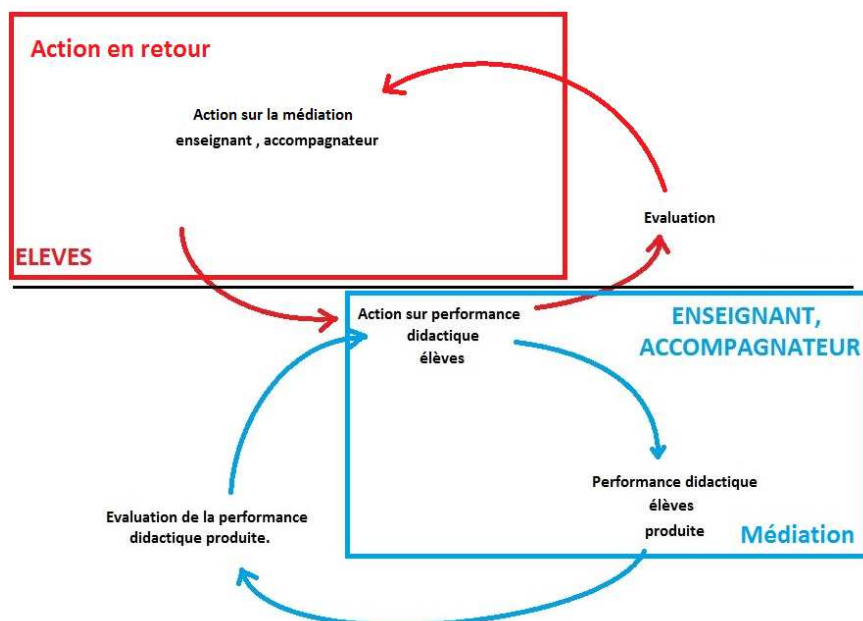 Action en retour
Action sur la médiation
enseignant , accompagnateur
Evaluation
ELEVES
Action sur performance
didactique
élèves
ENSEIGNANT,
ACCOMPAGNATEUR
Performance didactique
élèves
produite
Evaluation de la performance
didactique produite.
Médiation